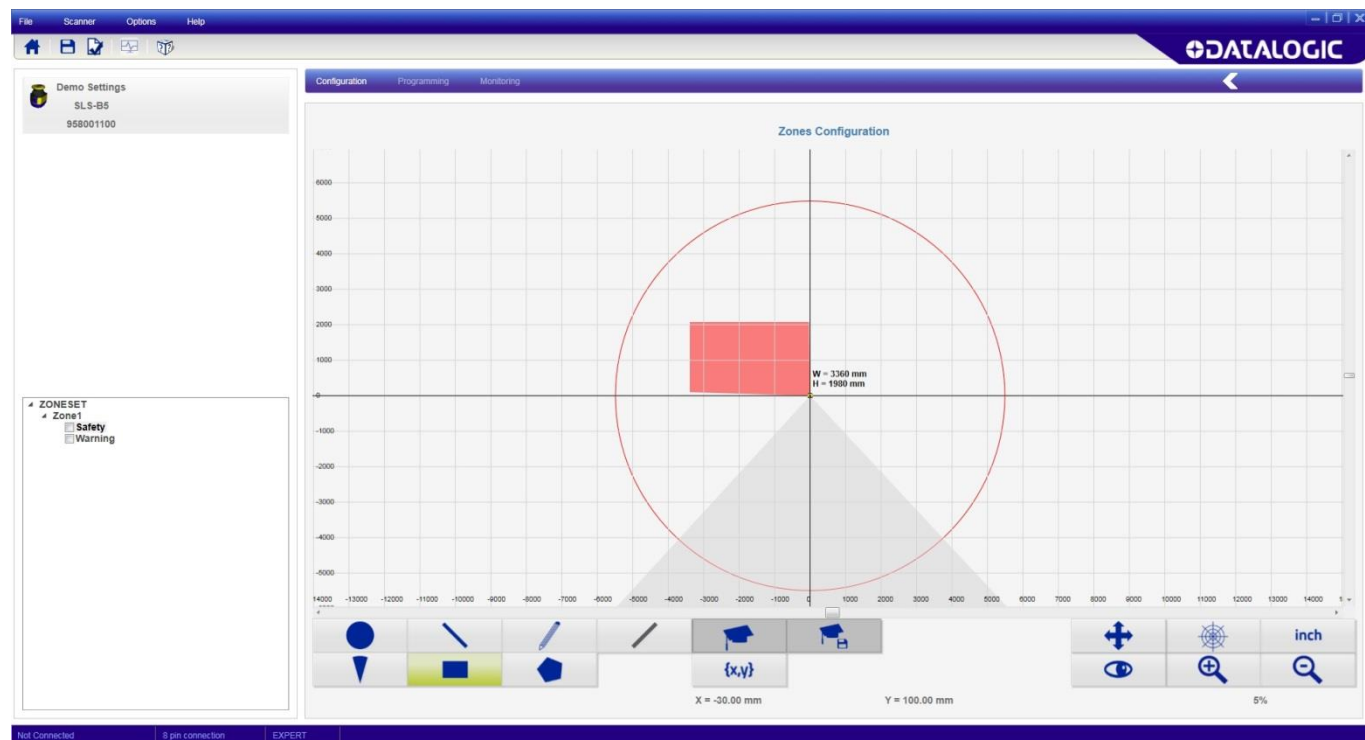 File Scanner Options Help
DATALOGIC
Demo Settings
SLS-B5
958001100
Configuration Programming Monitoring
Zones Configuration
6000
5000
4000
3000
2000
1000
0
-1000
-2000
-3000
-4000
-5000
W = 3360 mm
H = 1980 mm
14000 -13000 -12000 -11000 -10000 -9000 -8000 -7000 -6000 -5000 -4000 -3000 -2000 -1000 0 1000 2000 3000 4000 5000 6000 7000 8000 9000 10000 11000 12000 13000 14000
ZONESET
Zone1
Safety
Warning
inch
{x,y}
X = -30.00 mm Y = 100.00 mm 5%
Not Connected 8 pin connection EXPERT